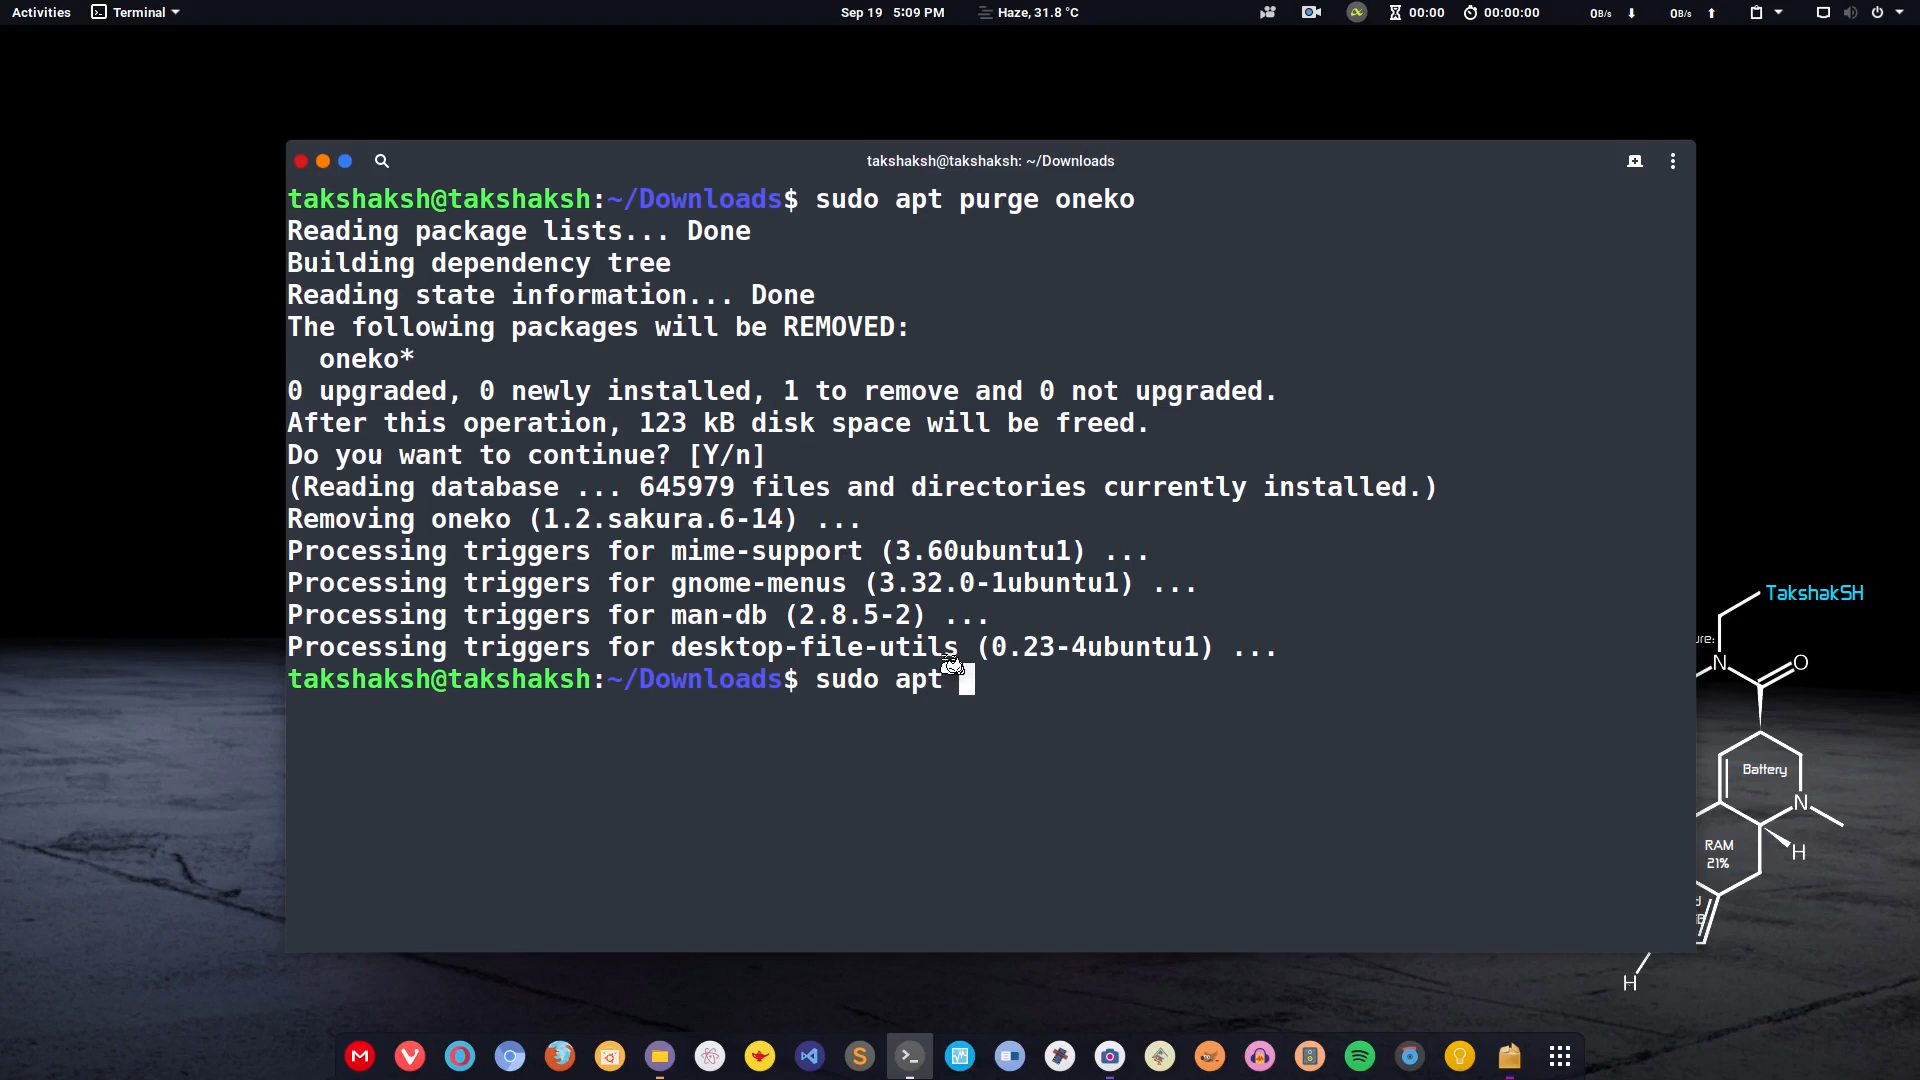 Activities Terminal Sep 19 5:09 PM Haze, 31.8 °C 00:00 00:00:00 0B/s 0B/s
takshaksh@takshaksh: ~/Downloads
takshaksh@takshaksh:~/Downloads$ sudo apt purge oneko
Reading package lists... Done
Building dependency tree
Reading state information... Done
The following packages will be REMOVED:
oneko*
0 upgraded, 0 newly installed, 1 to remove and 0 not upgraded.
After this operation, 123 kB disk space will be freed.
Do you want to continue? [Y/n]
(Reading database ... 645979 files and directories currently installed.)
Removing oneko (1.2.sakura.6-14) ...
Processing triggers for mime-support (3.60ubuntu1) ...
Processing triggers for gnome-menus (3.32.0-1ubuntu1) ...
Processing triggers for man-db (2.8.5-2) ...
Processing triggers for desktop-file-utils (0.23-4ubuntu1) ...
takshaksh@takshaksh:~/Downloads$ sudo apt
TakshakSH
ure:
N
O
Battery
N
RAM
21%
H
H